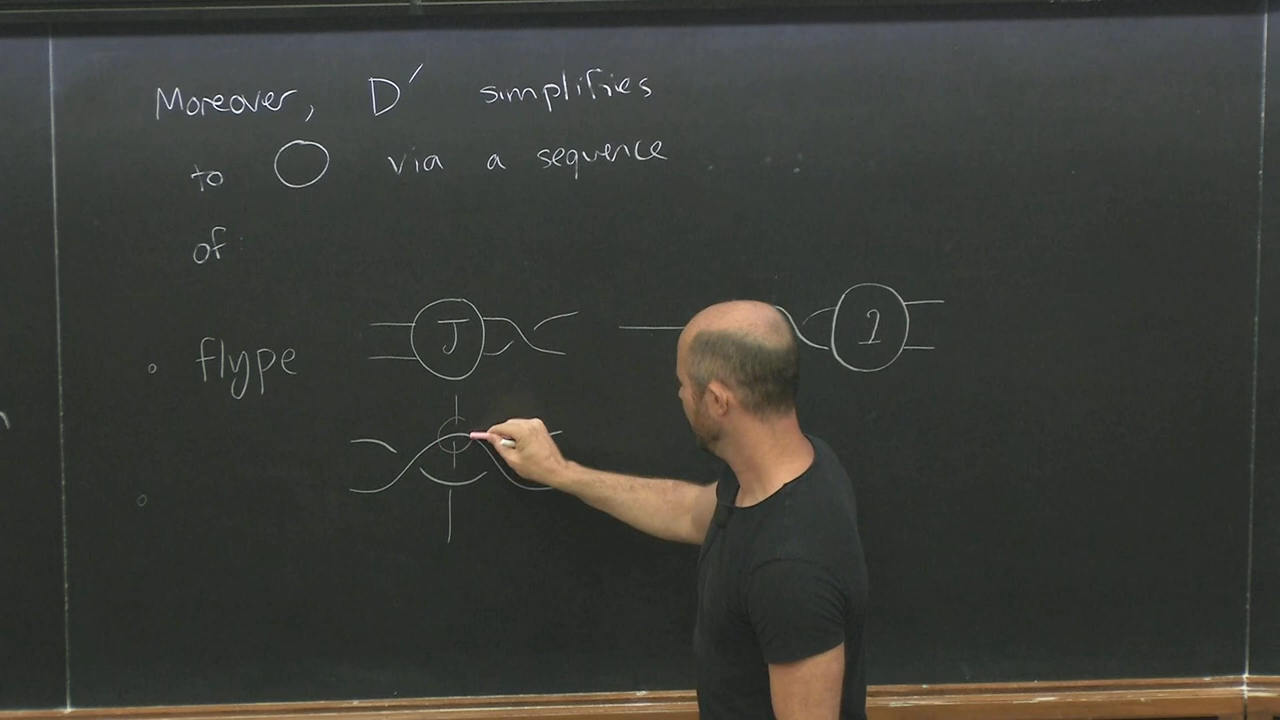 Moreover, D′ simplifies
to ◯ via a sequence
of
◦ flype J